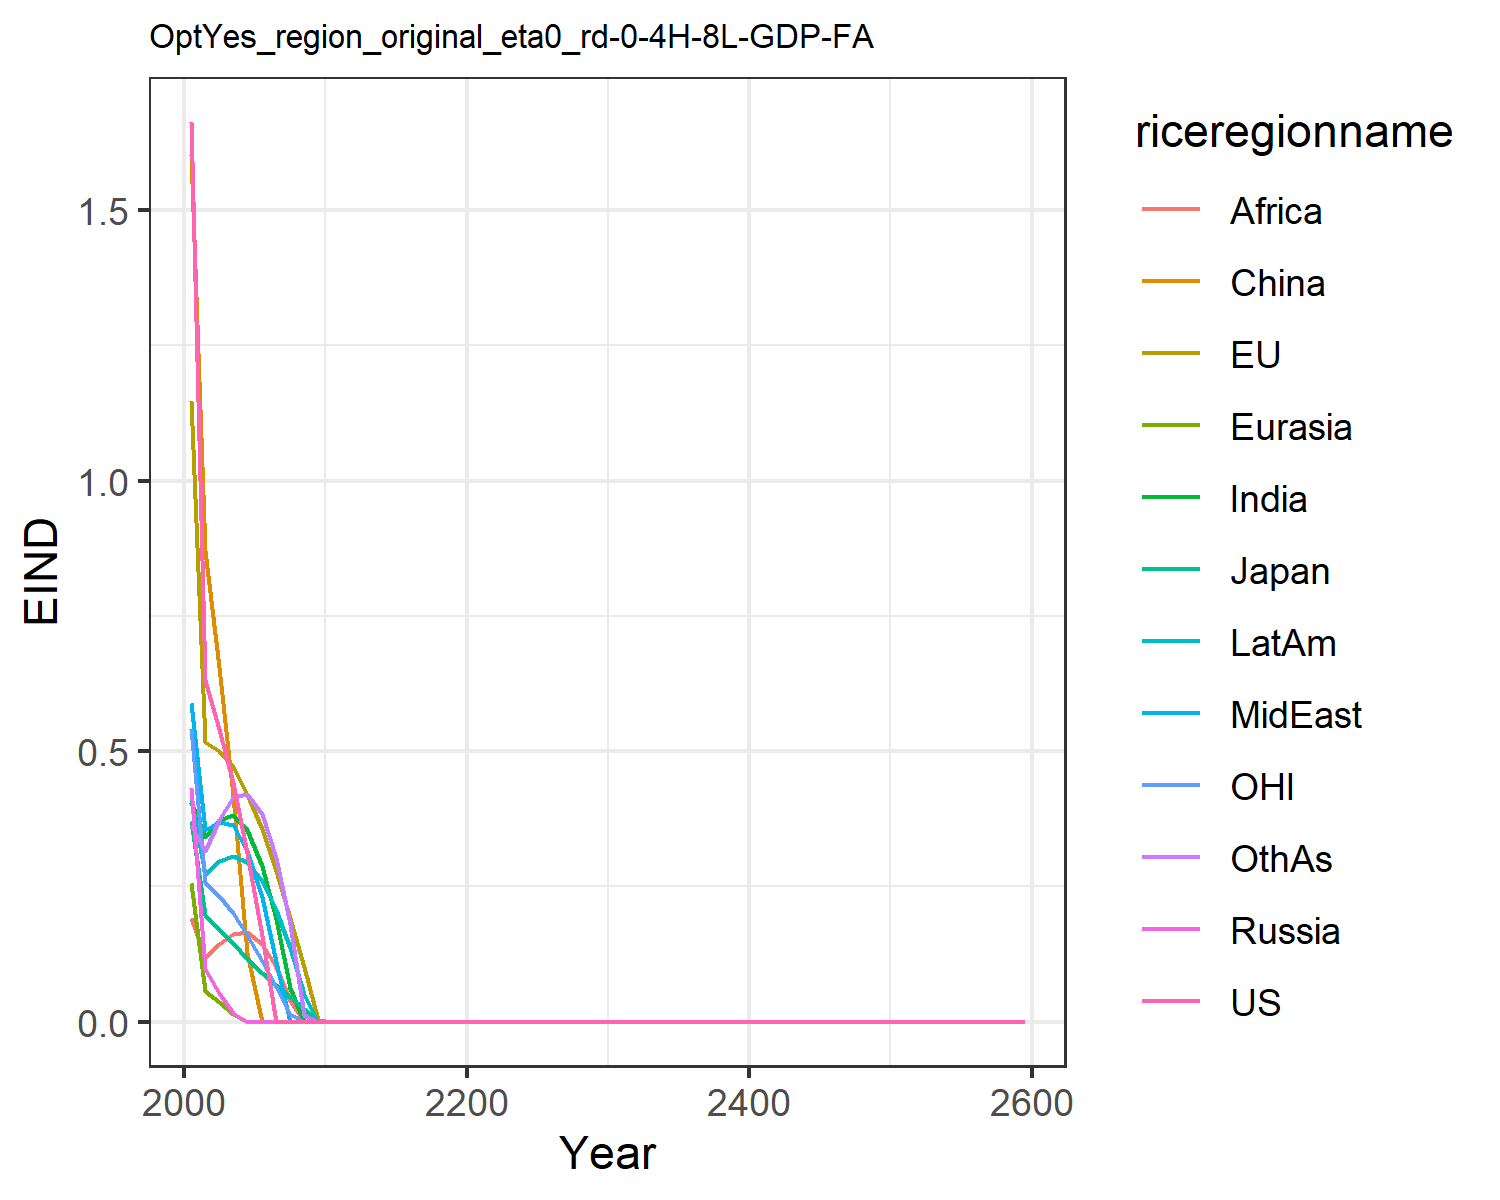 OptYes_region_original_eta0_rd-0-4H-8L-GDP-FA
riceregionname
Africa
China
EU
Eurasia
India
Japan
LatAm
MidEast
OHI
OthAs
Russia
US
EIND
1.5
1.0
0.5
0.0
2000 2200 2400 2600
Year